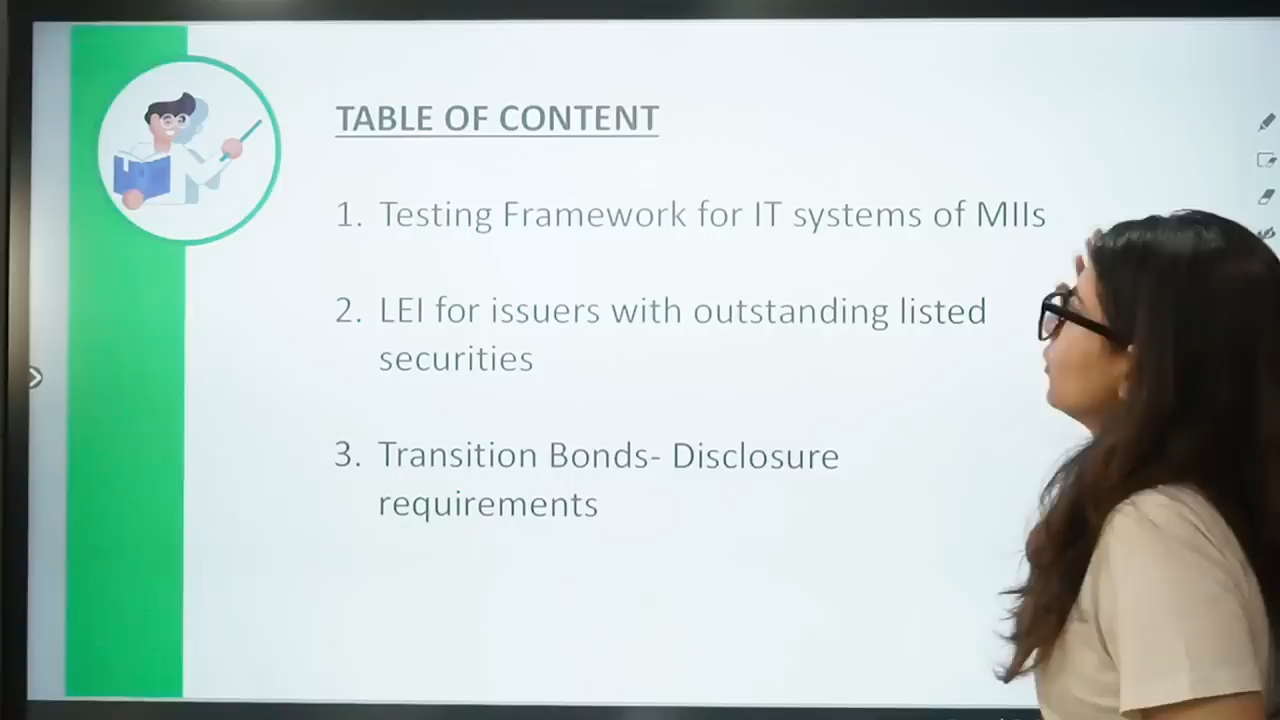 TABLE OF CONTENT
1. Testing Framework for IT systems of MIIs
2. LEI for issuers with outstanding listed
securities
3. Transition Bonds- Disclosure
requirements